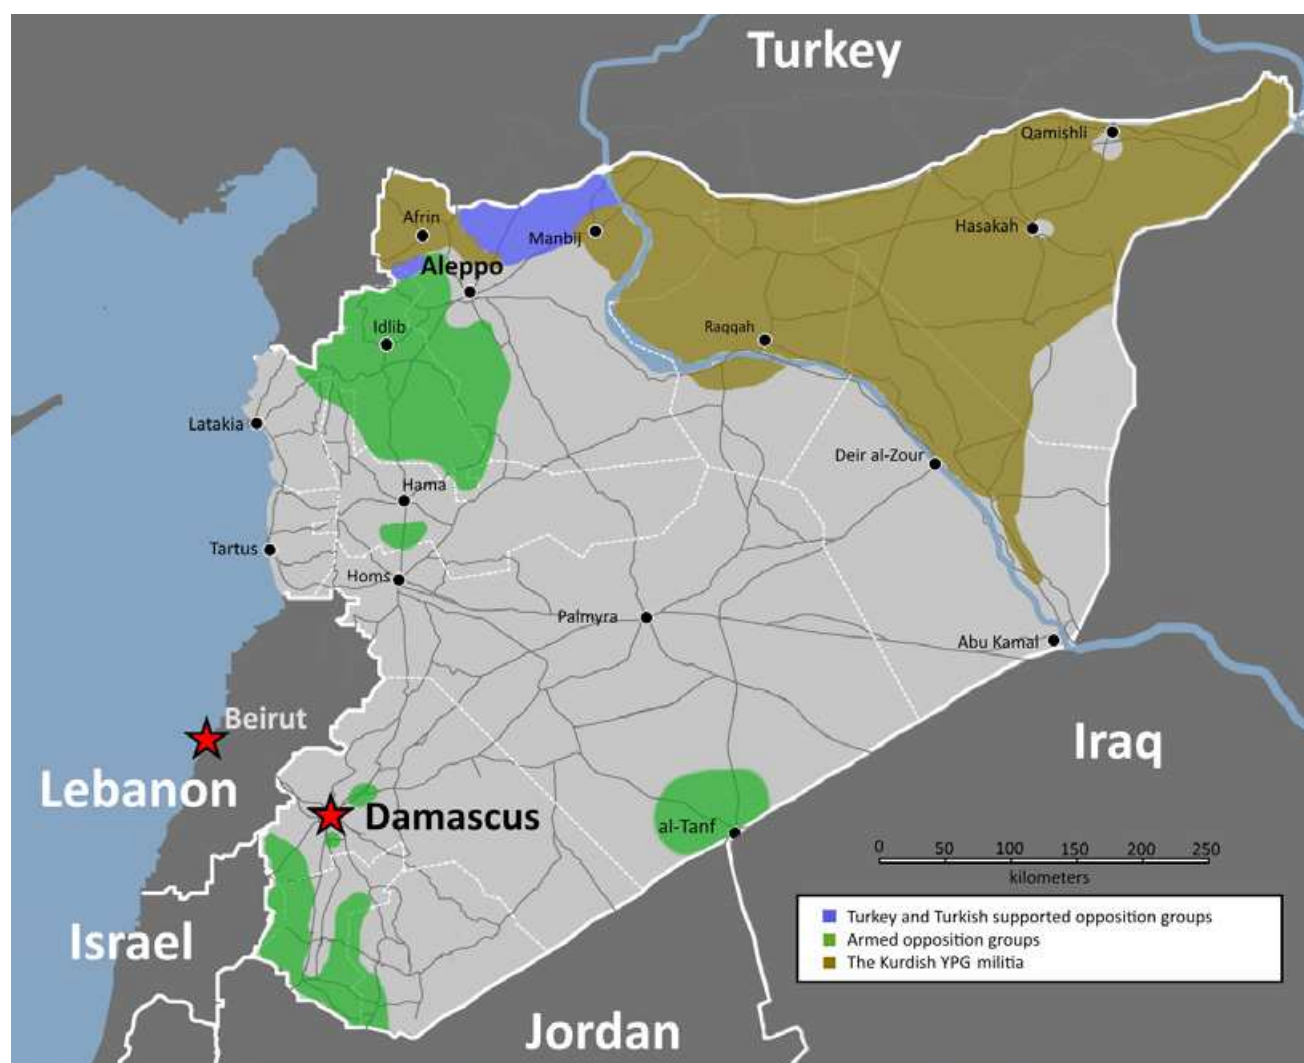 Turkey
Qamishli
Afrin
Hasakah
Manbij
Aleppo
Idlib
Raqqah
Latakia
Deir al-Zour
Hama
Tartus
Homs
Palmyra
Abu Kamal
Beirut
Iraq
Lebanon
Damascus
al-Tanf
0 50 100 150 200 250
kilometers
Turkey and Turkish supported opposition groups
Israel
Armed opposition groups
The Kurdish YPG militia
Jordan